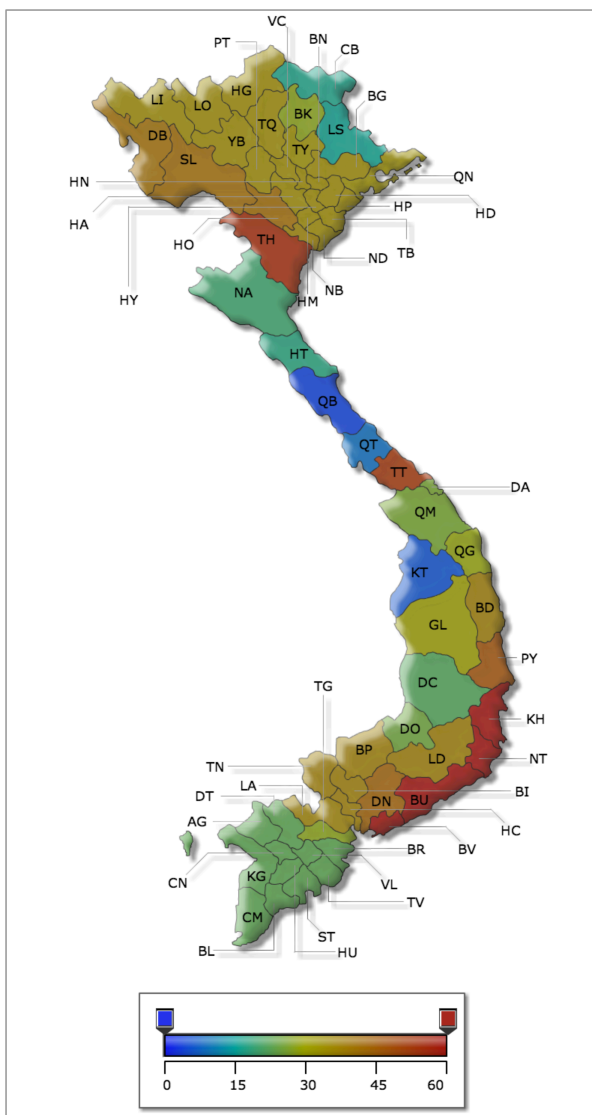 VC
BN
PT
CB
HG
BG
LI
LO
BK
TQ
LS
DB
YB
TY
SL
QN
HN
HP
HD
HA
HO
TH
TB
ND
HY
NB
HM
NA
HT
QB
QT
TT
DA
QM
QG
KT
BD
GL
PY
DC
TG
KH
DO
BP
LD
NT
TN
LA
BI
DT
DN
BU
HC
AG
BR
BV
CN
KG
VL
TV
CM
ST
BL
HU
0 15 30 45 60